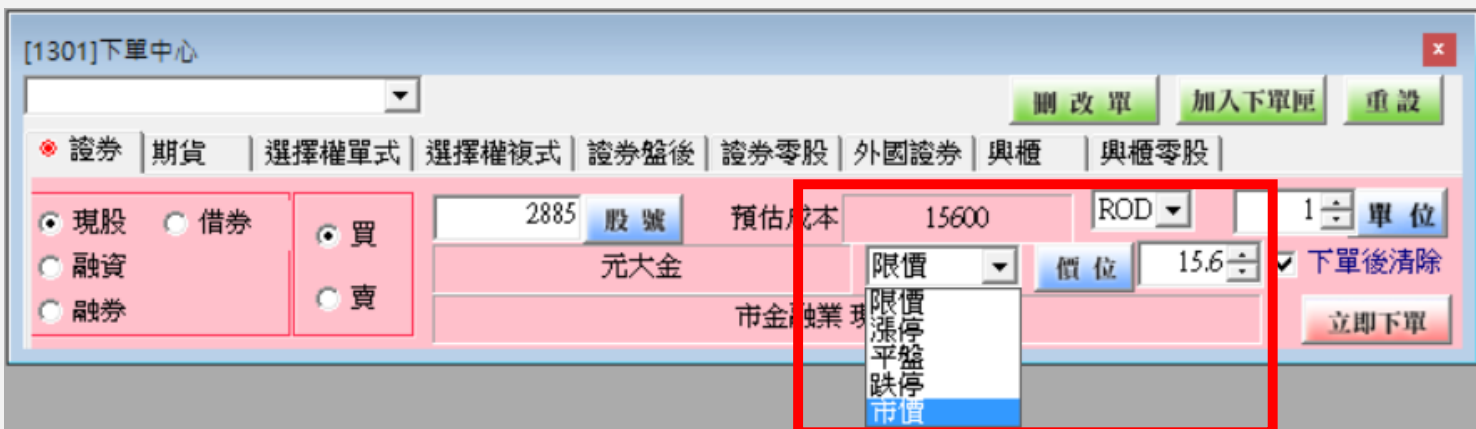 [1301]下單中心
刪 改 單 加入下單匣 重 設
證券 期貨 選擇權單式 選擇權複式 證券盤後 證券零股 外國證券 興櫃 興櫃零股
現股 借券 買 2885 股 號 預估成本 15600 ROD 1 單 位
融資 元大金 限價 價 位 15.6 下單後清除
融券 賣 市金融業 現 限價 立即下單
漲停
平盤
跌停
市價